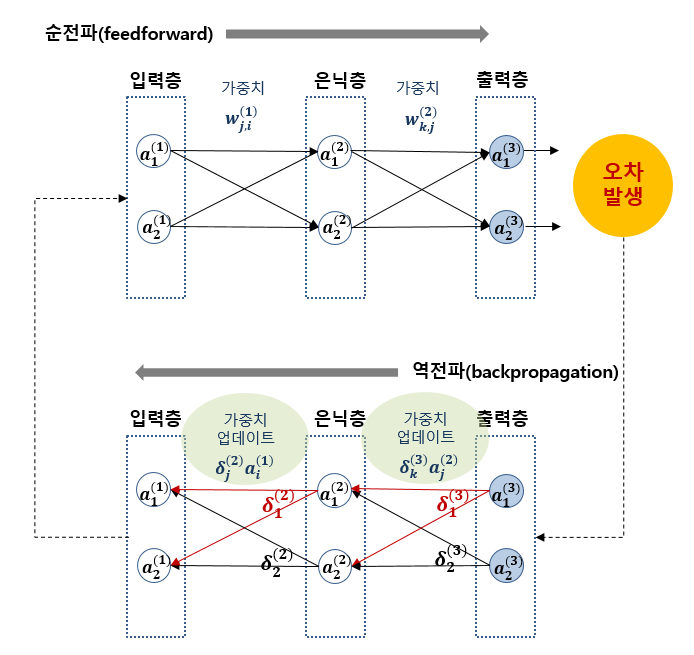 순전파(feedforward)
입력층
가중치
은닉층
가중치
출력층
w_{j,i}^{(1)}
w_{k,j}^{(2)}
a_1^{(1)}
a_1^{(2)}
a_1^{(3)}
오차
발생
a_2^{(1)}
a_2^{(2)}
a_2^{(3)}
역전파(backpropagation)
입력층
가중치
업데이트
δ_j^{(2)}a_i^{(1)}
은닉층
가중치
업데이트
δ_k^{(3)}a_j^{(2)}
출력층
a_1^{(1)}
δ_1^{(2)}
a_1^{(2)}
δ_1^{(3)}
a_1^{(3)}
a_2^{(1)}
δ_2^{(2)}
a_2^{(2)}
δ_2^{(3)}
a_2^{(3)}